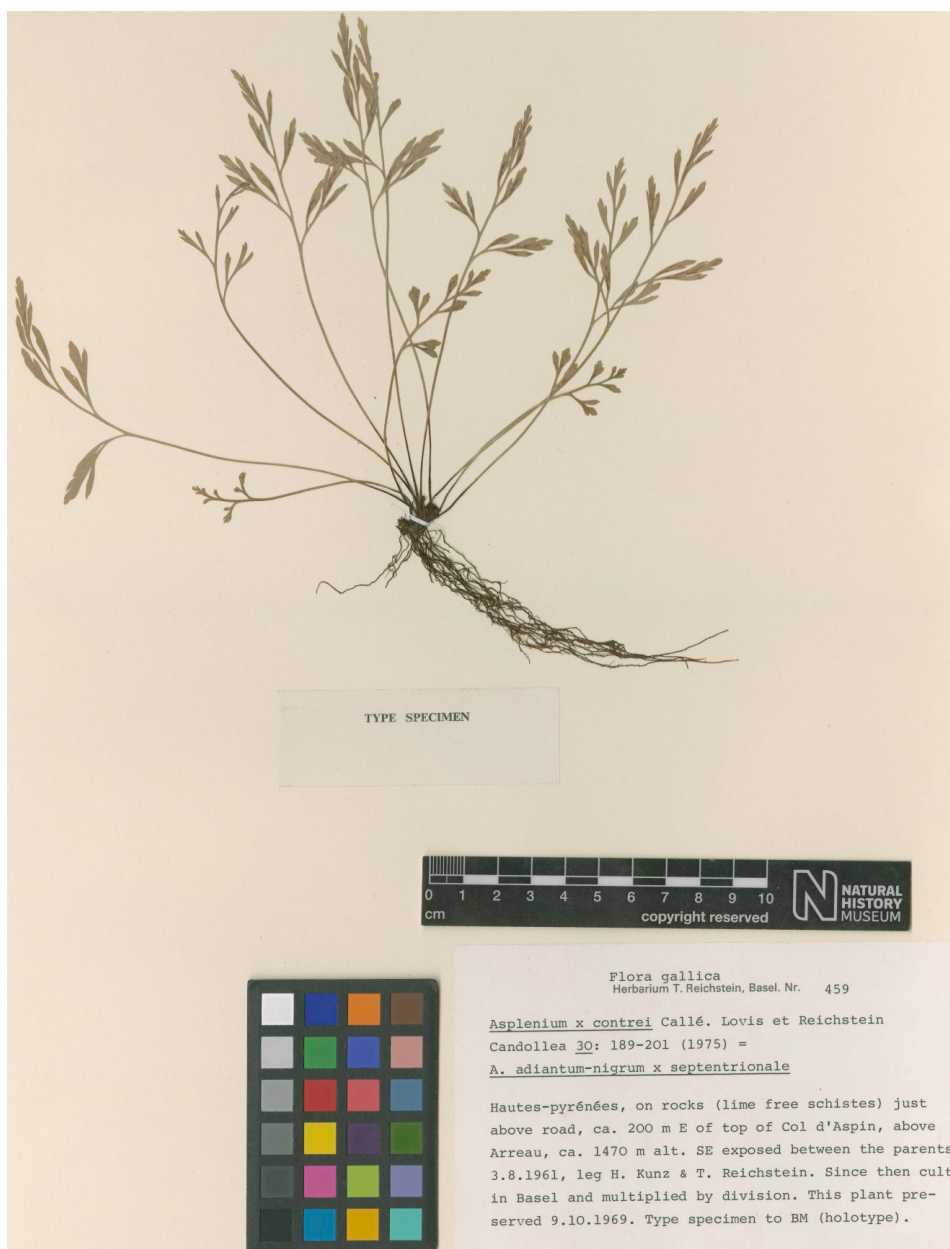 TYPE SPECIMEN
0 1 2 3 4 5 6 7 8 9 10
cm
copyright reserved
NATURAL
HISTORY
MUSEUM
Flora gallica
Herbarium T. Reichstein, Basel. Nr. 459
Asplenium x contrei Callé. Lovis et Reichstein
Candollea 30: 189-201 (1975) =
A. adiantum-nigrum x septentrionale
Hautes-pyrénées, on rocks (lime free schistes) just
above road, ca. 200 m E of top of Col d'Aspin, above
Arreau, ca. 1470 m alt. SE exposed between the parents
3.8.1961, leg H. Kunz & T. Reichstein. Since then cult
in Basel and multiplied by division. This plant pre-
served 9.10.1969. Type specimen to BM (holotype).